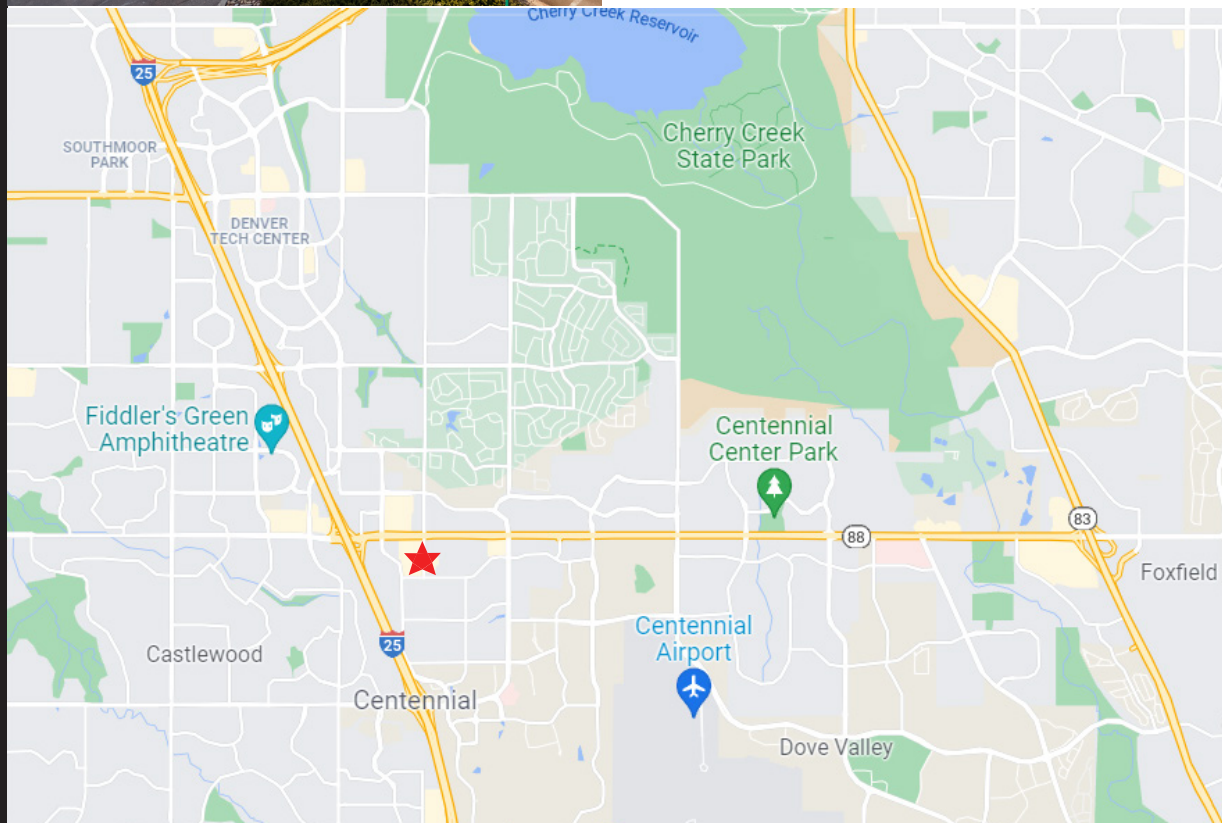 Cherry Creek Reservoir
25
SOUTHMOOR
PARK
Cherry Creek
State Park
DENVER
TECH CENTER
Fiddler's Green
Amphitheatre
Centennial
Center Park
83
88
Foxfield
Centennial
Airport
25
Castlewood
Centennial
Dove Valley